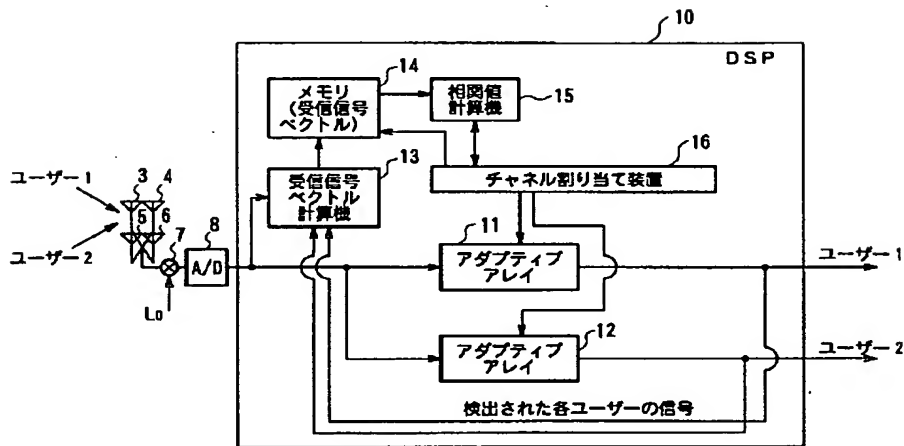 10
DSP
14
メモリ
(受信信号
ベクトル)
相関値
計算機
15
16
チャネル割り当て装置
13
受信信号
ベクトル
計算機
ユーザー1
3
4
5
6
7
8
ユーザー2
A/D
Lo
11
アダプティブ
アレイ
ユーザー1
12
アダプティブ
アレイ
ユーザー2
検出された各ユーザーの信号